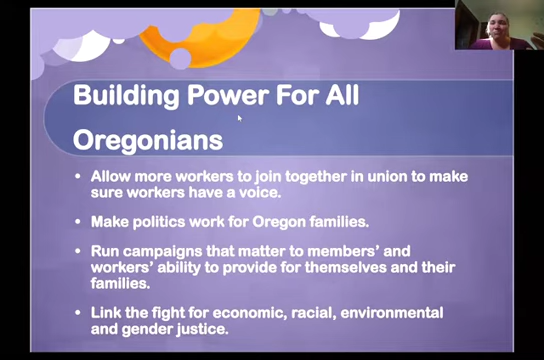 Building Power For All
Oregonians
• Allow more workers to join together in union to make
sure workers have a voice.
• Make politics work for Oregon families.
• Run campaigns that matter to members' and
workers' ability to provide for themselves and their
families.
• Link the fight for economic, racial, environmental
and gender justice.